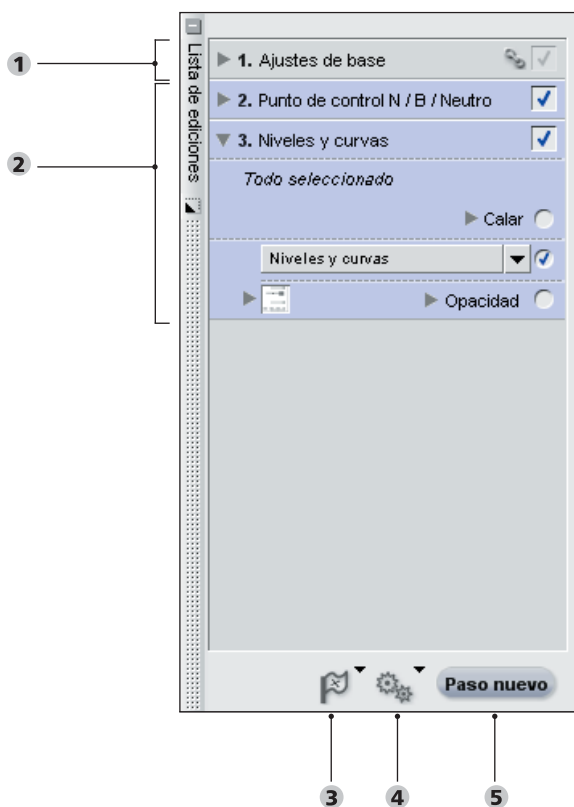 Lista de ediciones
1
1. Ajustes de base
2
2. Punto de control N / B / Neutro
3. Niveles y curvas
Todo seleccionado
Calar
Niveles y curvas
Opacidad
Paso nuevo
3 4 5